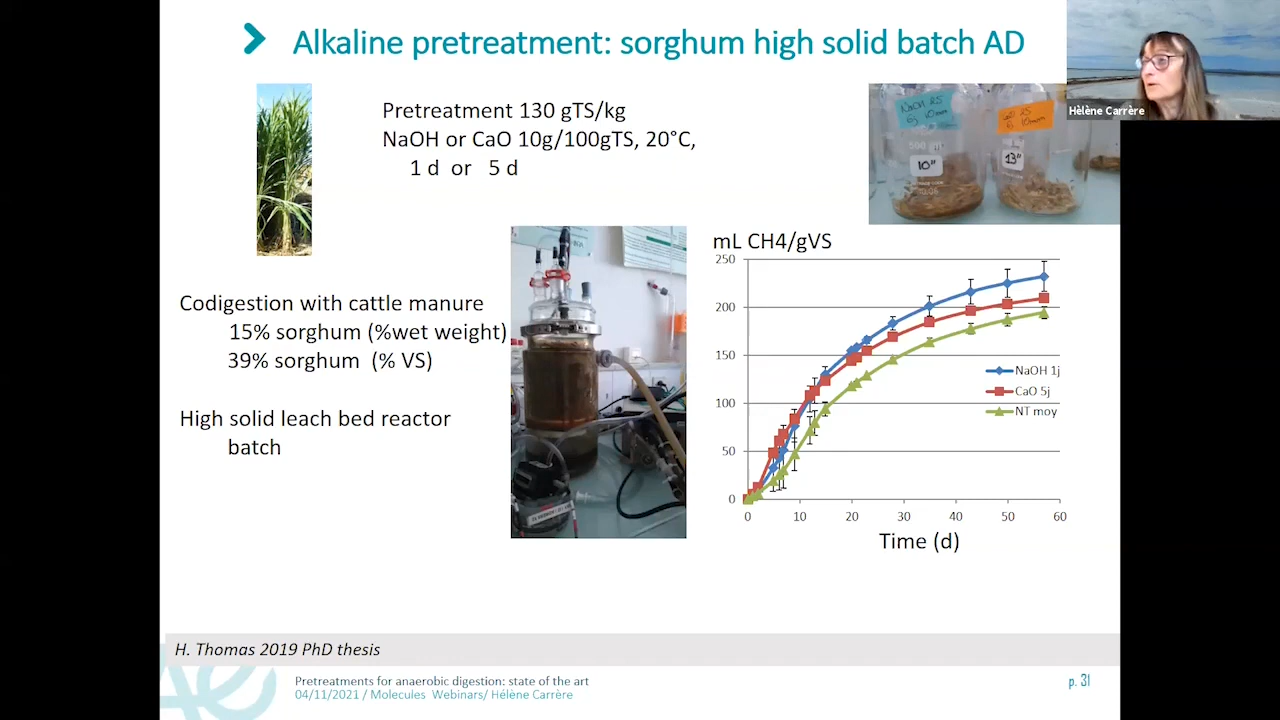 Alkaline pretreatment: sorghum high solid batch AD
Hélène Carrère
Pretreatment 130 gTS/kg
NaOH or CaO 10g/100gTS, 20°C,
1 d or 5 d
NaOH 25
10"
13"
mL CH4/gVS
Codigestion with cattle manure
15% sorghum (%wet weight)
39% sorghum (% VS)
High solid leach bed reactor
batch
250
200
150
100
50
0
0 10 20 30 40 50 60
NaOH 1j
CaO 5j
NT moy
Time (d)
H. Thomas 2019 PhD thesis
Pretreatments for anaerobic digestion: state of the art
04/11/2021 / Molecules Webinars/ Hélène Carrère
p. 31